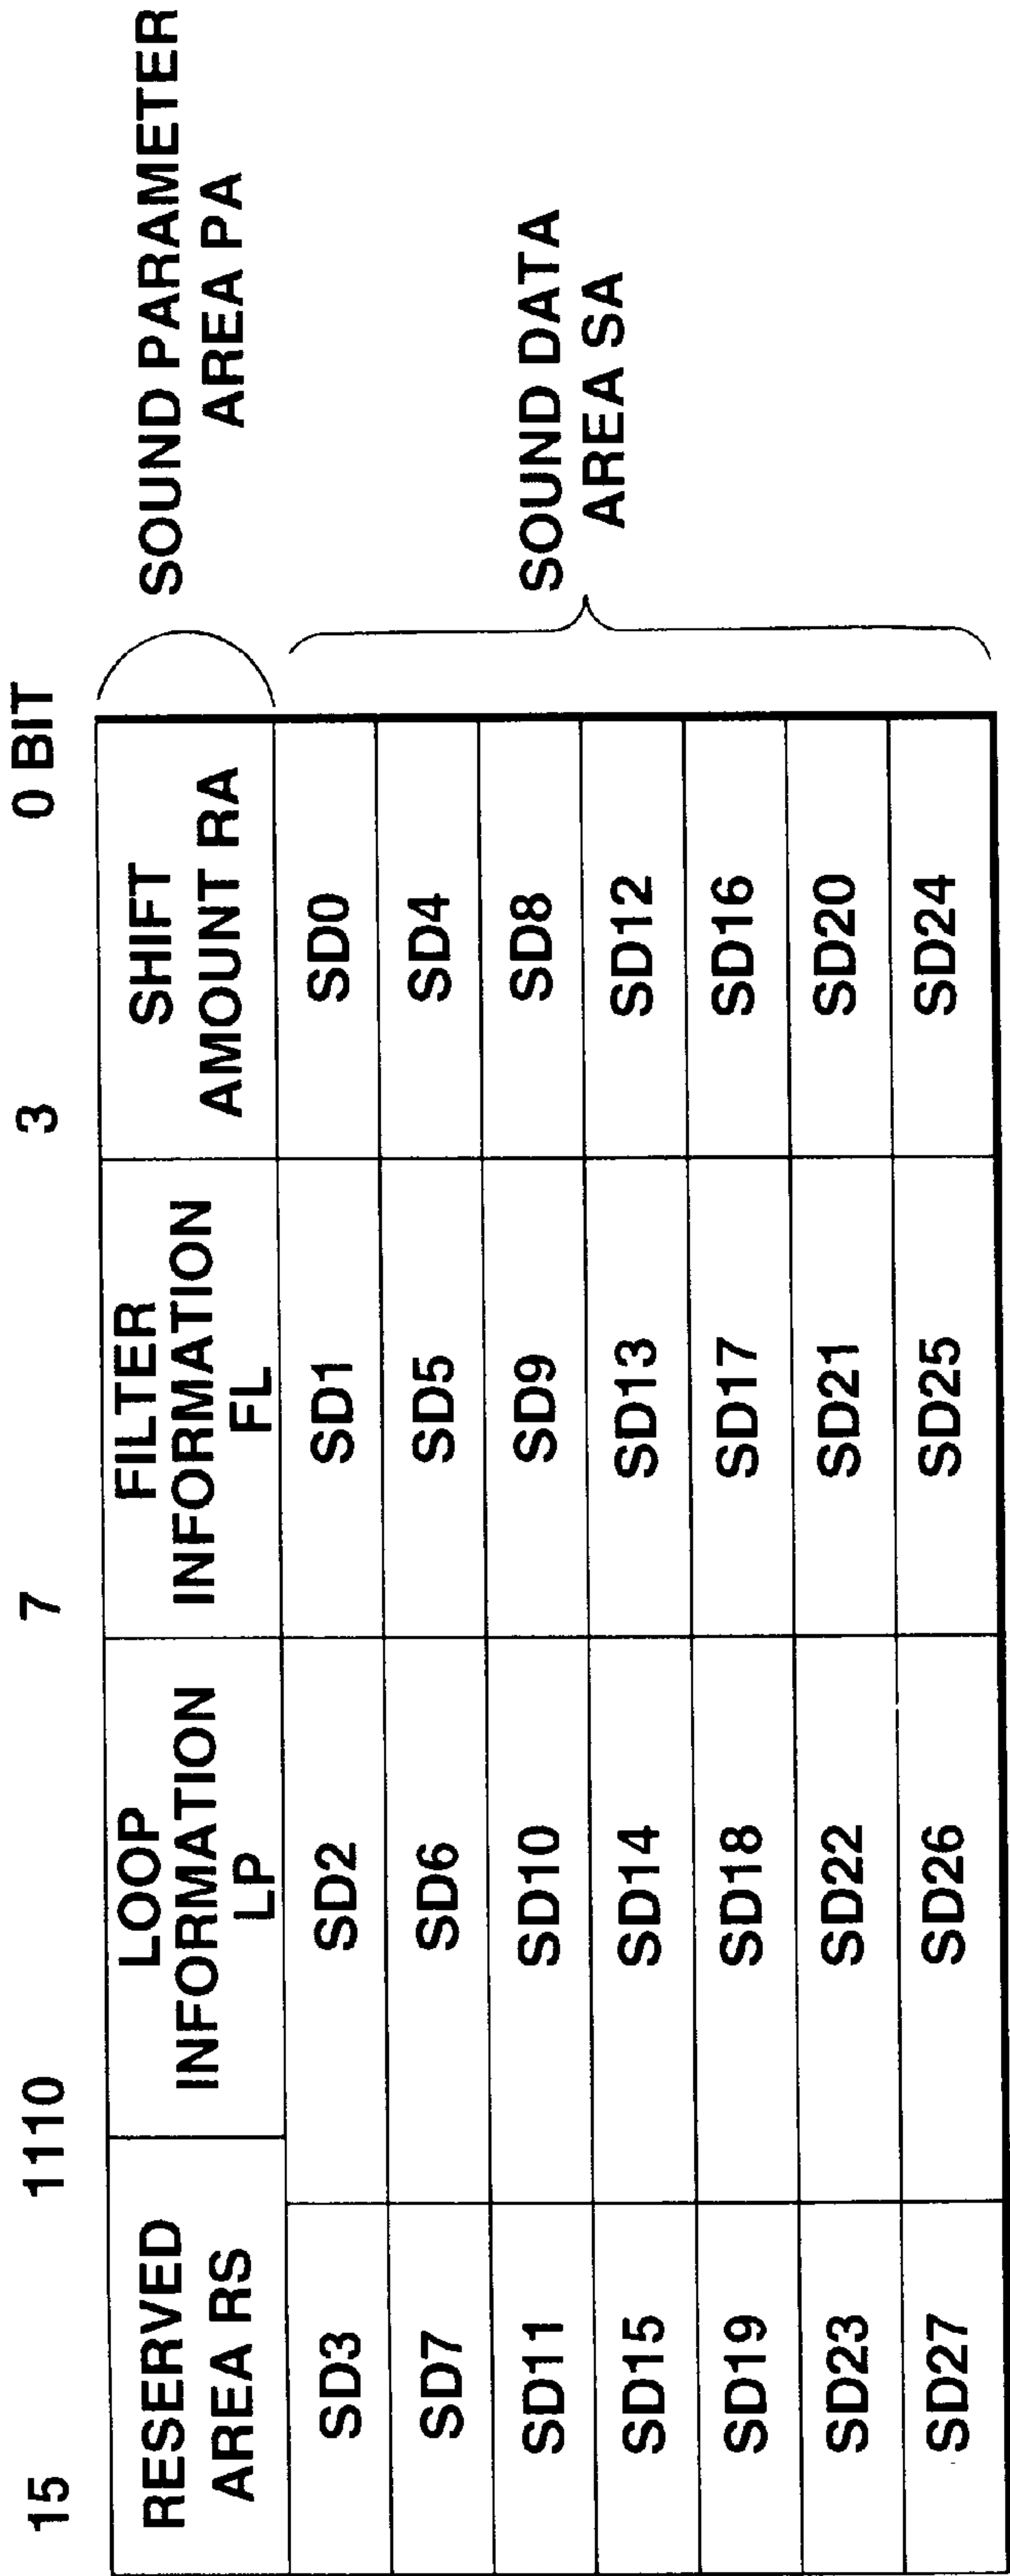 15 1110 7 3 0 BIT
RESERVED
AREA RS
LOOP
INFORMATION
LP
FILTER
INFORMATION
FL
SHIFT
AMOUNT RA
SOUND PARAMETER
AREA PA
SD3 SD2 SD1 SD0
SD7 SD6 SD5 SD4
SD11 SD10 SD9 SD8
SD15 SD14 SD13 SD12
SD19 SD18 SD17 SD16
SD23 SD22 SD21 SD20
SD27 SD26 SD25 SD24
SOUND DATA
AREA SA